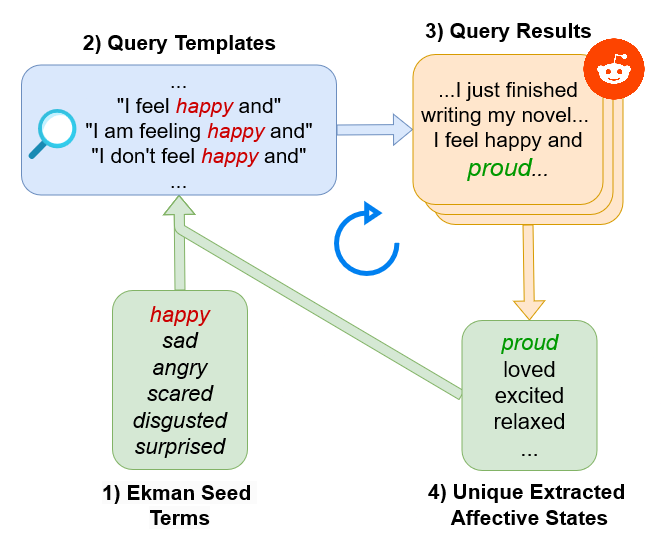 2) Query Templates
...
"I feel happy and"
"I am feeling happy and"
"I don't feel happy and"
...
3) Query Results
...I just finished
writing my novel...
I feel happy and
proud...
happy
sad
angry
scared
disgusted
surprised
1) Ekman Seed
Terms
proud
loved
excited
relaxed
...
4) Unique Extracted
Affective States